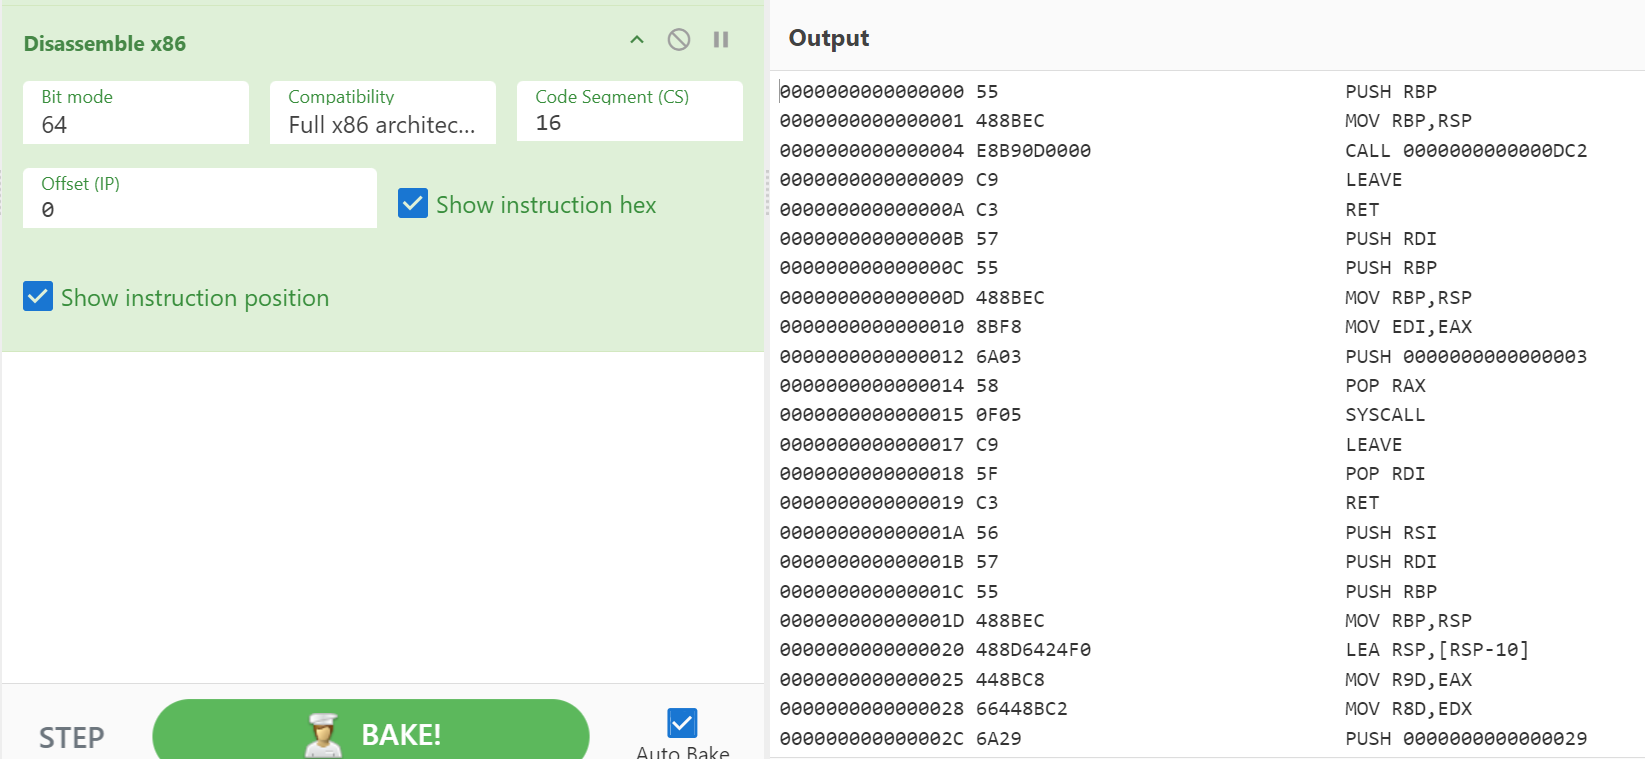 Disassemble x86
Bit mode
64
Compatibility
Full x86 architec...
Code Segment (CS)
16
Offset (IP)
0
Show instruction hex
Show instruction position
STEP
BAKE!
Auto Bake
Output
0000000000000000 55 PUSH RBP
0000000000000001 488BEC MOV RBP,RSP
0000000000000004 E8B90D0000 CALL 0000000000000DC2
0000000000000009 C9 LEAVE
000000000000000A C3 RET
000000000000000B 57 PUSH RDI
000000000000000C 55 PUSH RBP
000000000000000D 488BEC MOV RBP,RSP
0000000000000010 8BF8 MOV EDI,EAX
0000000000000012 6A03 PUSH 0000000000000003
0000000000000014 58 POP RAX
0000000000000015 0F05 SYSCALL
0000000000000017 C9 LEAVE
0000000000000018 5F POP RDI
0000000000000019 C3 RET
000000000000001A 56 PUSH RSI
000000000000001B 57 PUSH RDI
000000000000001C 55 PUSH RBP
000000000000001D 488BEC MOV RBP,RSP
0000000000000020 488D6424F0 LEA RSP,[RSP-10]
0000000000000025 448BC8 MOV R9D,EAX
0000000000000028 66448BC2 MOV R8D,EDX
000000000000002C 6A29 PUSH 0000000000000029